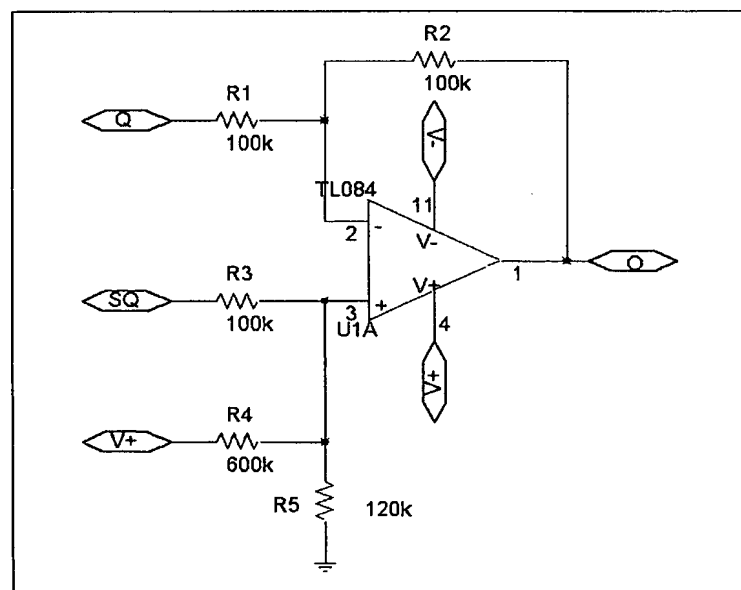 R2
100k
Q
R1
100k
V-
TL084
11
2
-
V-
SQ
R3
100k
3
+
U1A
V+
4
1
O
V+
V+
R4
600k
R5
120k